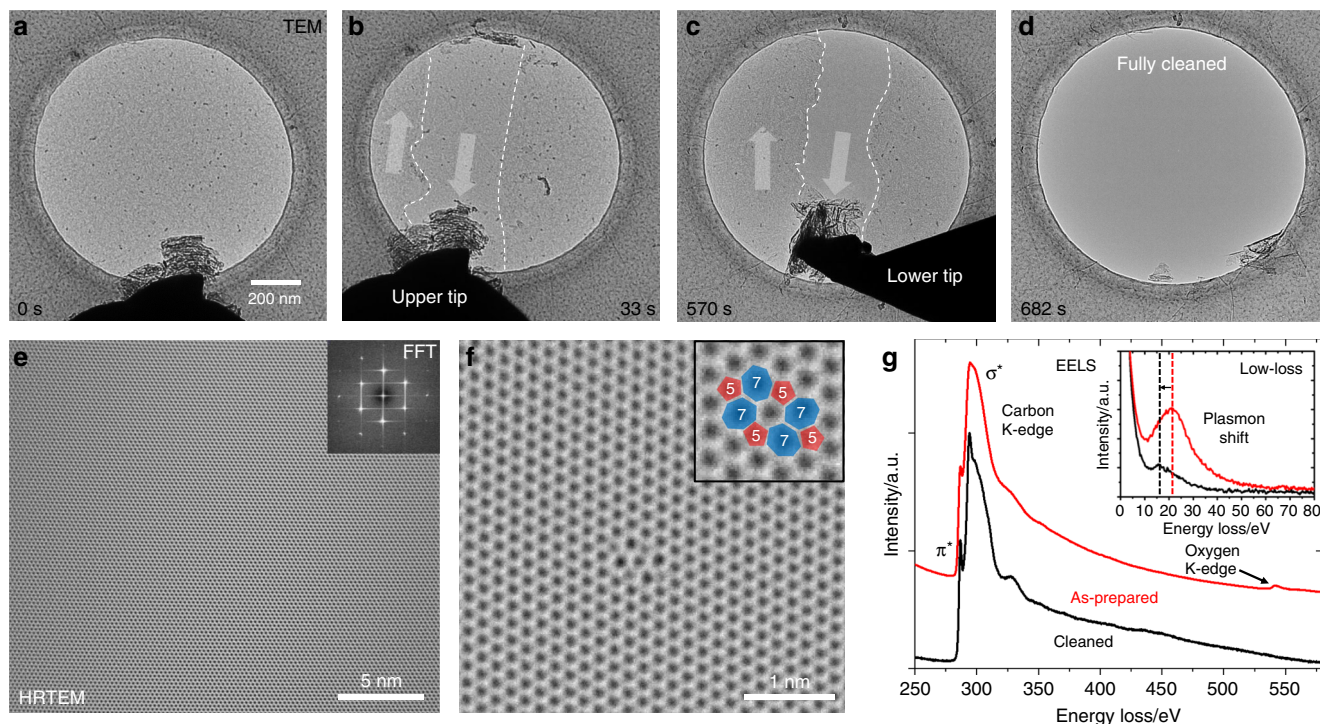 a
TEM
0 s
200 nm
b
Upper tip
33 s
c
Lower tip
570 s
d
Fully cleaned
682 s
e
FFT
HRTEM
5 nm
f
7
5
5
7
7
5
7
5
1 nm
g
EELS
σ*
Carbon
K-edge
π*
Intensity/a.u.
As-prepared
Cleaned
Oxygen
K-edge
250 300 350 400 450 500 550
Energy loss/eV
Low-loss
Plasmon
shift
Intensity/a.u.
0 10 20 30 40 50 60 70 80
Energy loss/eV